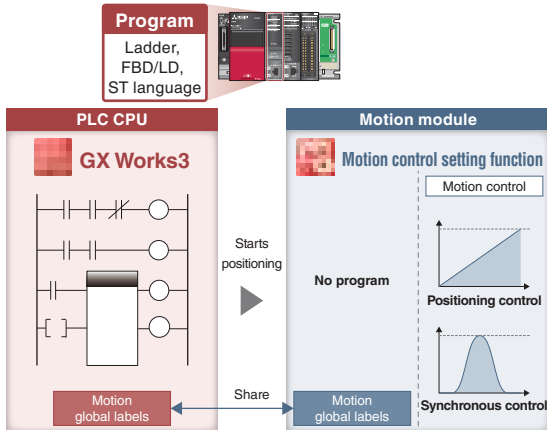 Program
Ladder,
FBD/LD,
ST language
PLC CPU
GX Works3
Starts
positioning
Motion
global labels
Share
Motion module
Motion control setting function
Motion control
No program
Positioning control
Synchronous control
Motion
global labels